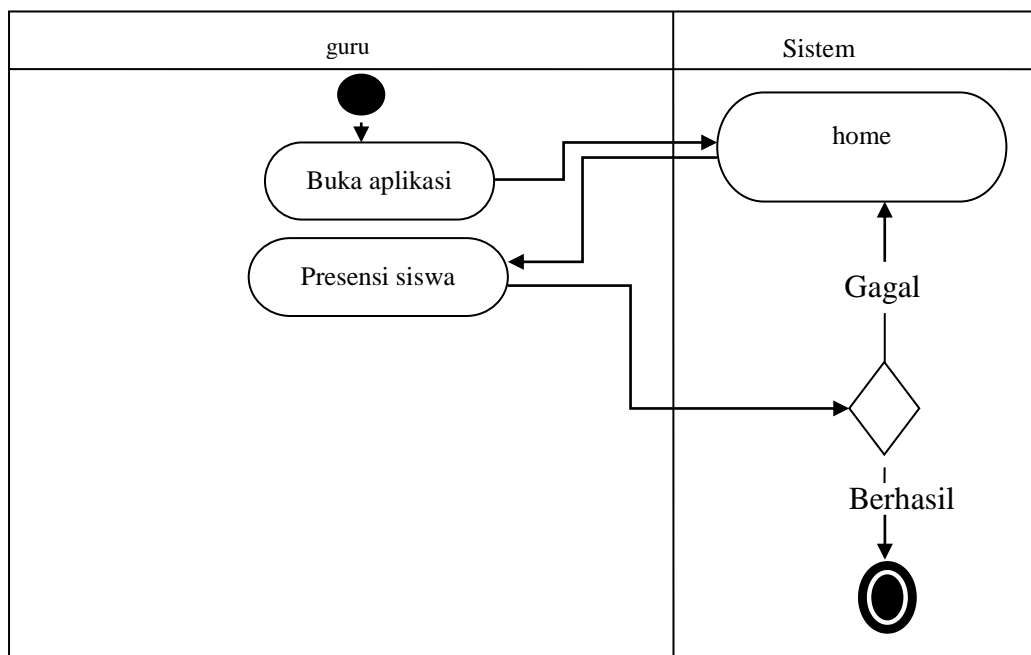 guru
Sistem
home
Buka aplikasi
Presensi siswa
Gagal
Berhasil